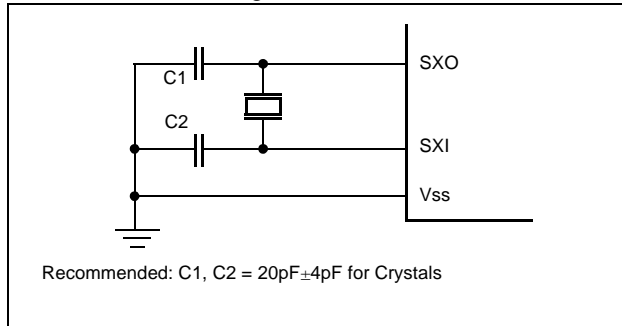 SXO
C1
C2
SXI
Vss
Recommended: C1, C2 = 20pF±4pF for Crystals